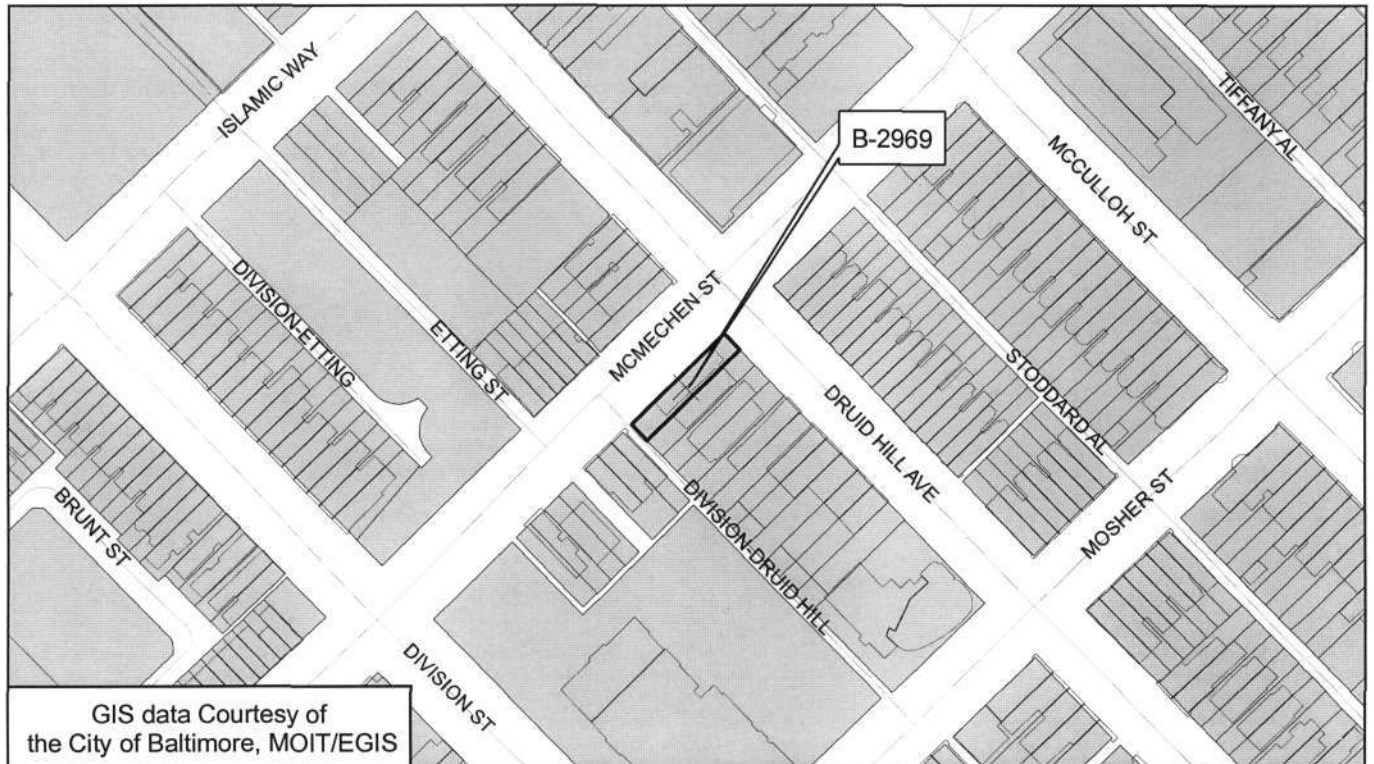 ISLAMIC WAY
TIFFANY AL
B-2969
MCCULLOH ST
DIVISION-ETTING
ETTING ST
MCMECHEN ST
STODDARD AL
DRUID HILL AVE
BRUNT ST
MOSHER ST
DIVISION-DRUID HILL
DIVISION ST
GIS data Courtesy of
the City of Baltimore, MOIT/EGIS